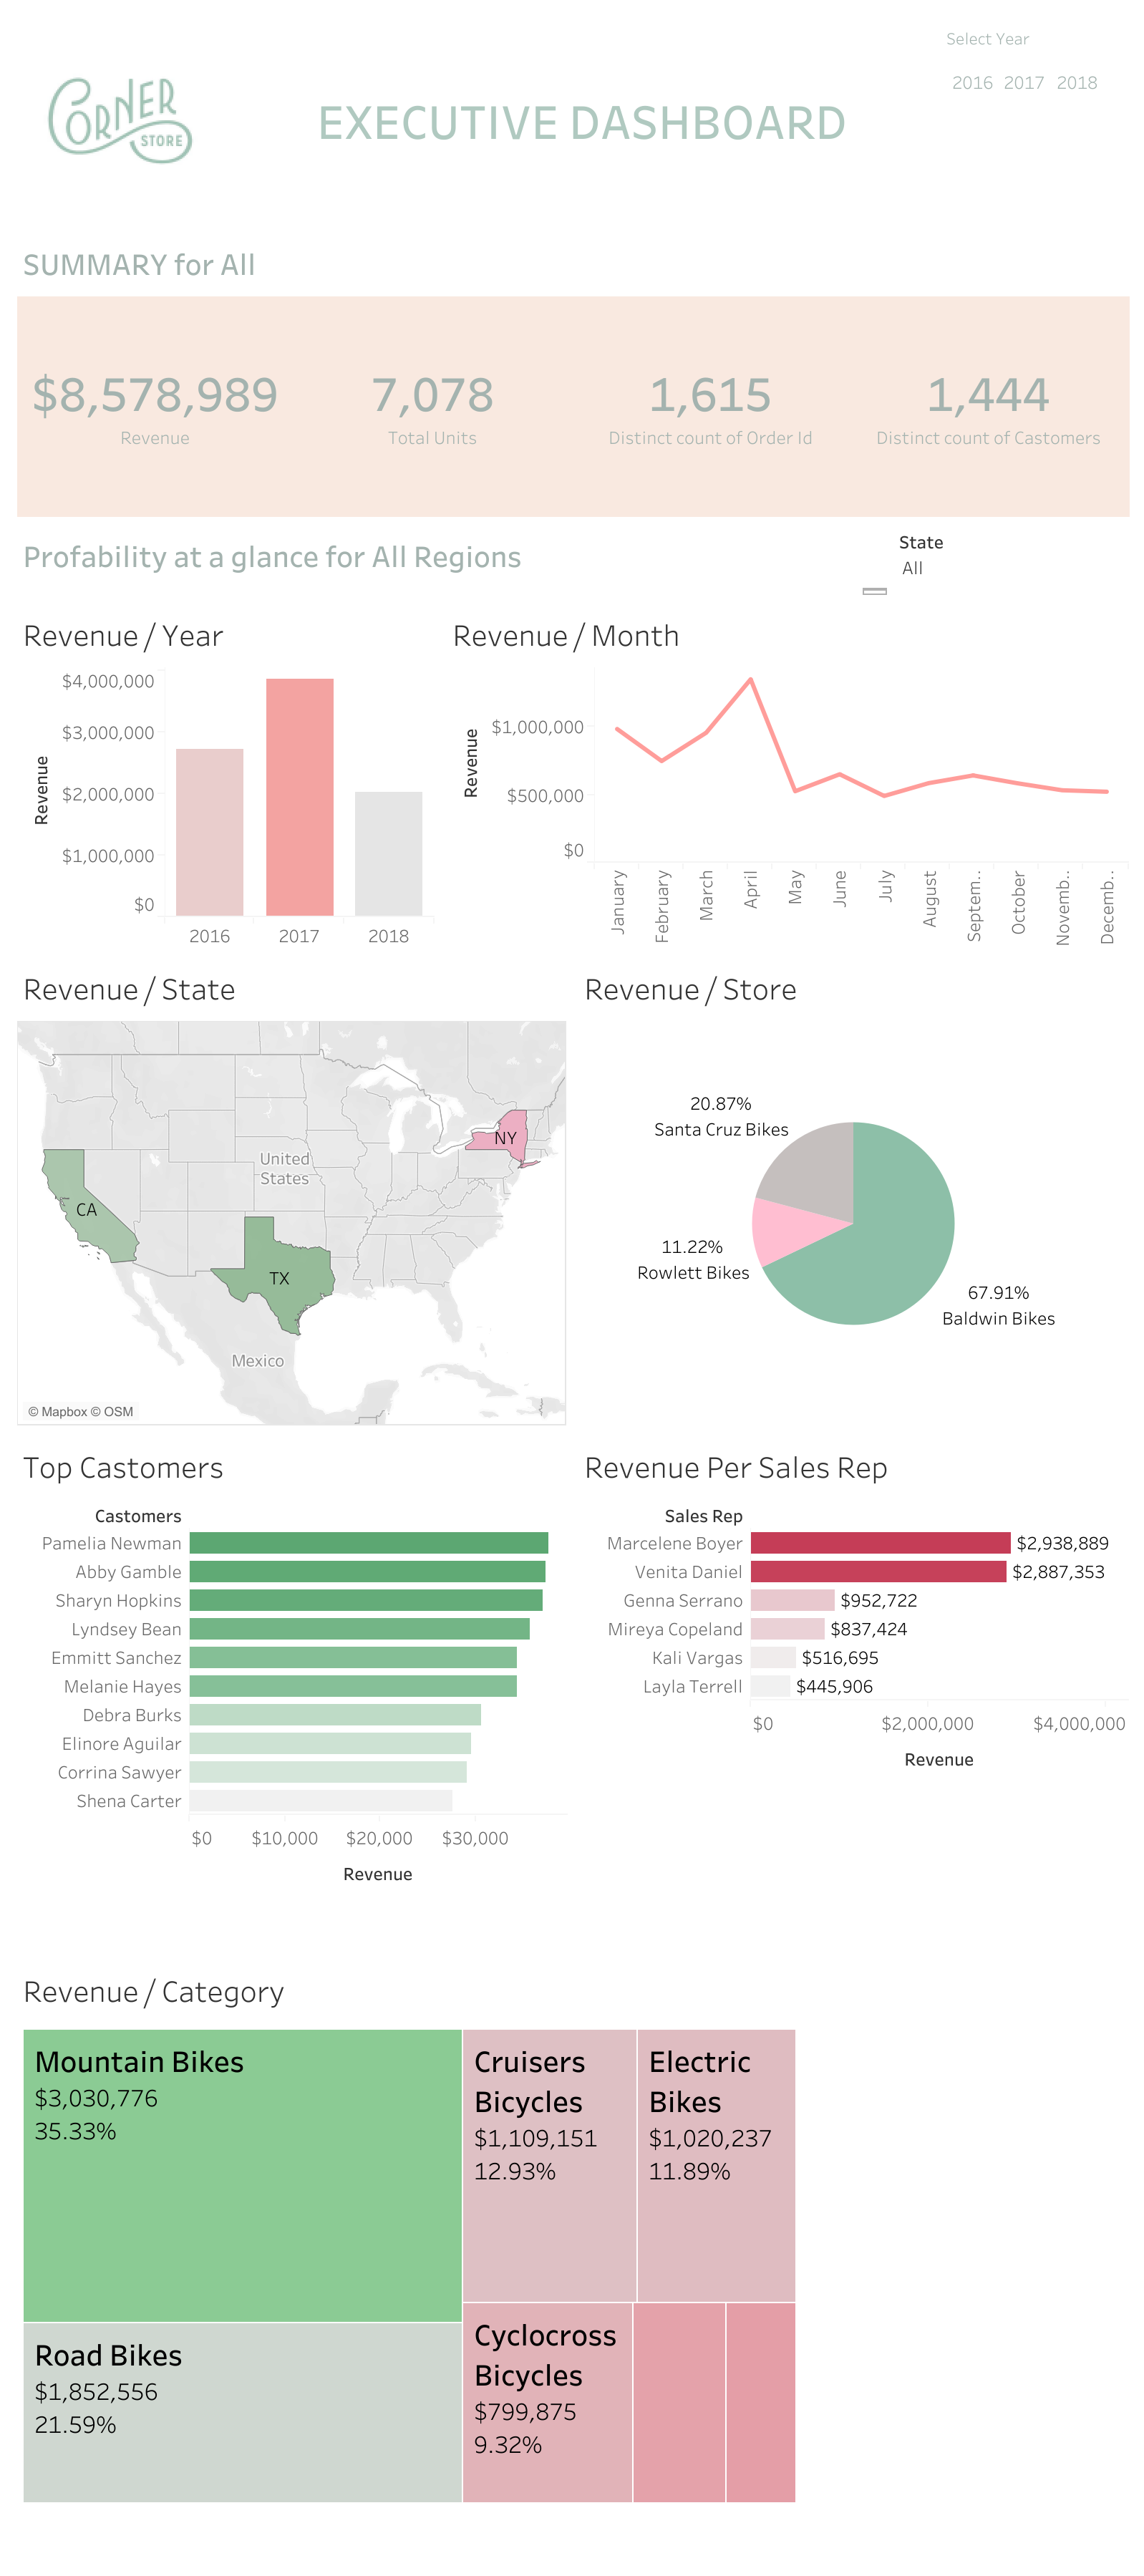 Select Year
2016 2017 2018
CORNER
STORE
EXECUTIVE DASHBOARD
SUMMARY for All
$8,578,989 7,078 1,615 1,444
Revenue Total Units Distinct count of Order Id Distinct count of Castomers
Profability at a glance for All Regions
State
All
Revenue / Year
$4,000,000
$3,000,000
$2,000,000
$1,000,000
$0
Revenue
2016 2017 2018
Revenue / Month
$1,000,000
$500,000
$0
Revenue
January
February
March
April
May
June
July
August
Septem..
October
Novemb..
Decemb..
Revenue / State
United
States
NY
CA
TX
Mexico
© Mapbox © OSM
Revenue / Store
20.87%
Santa Cruz Bikes
11.22%
Rowlett Bikes
67.91%
Baldwin Bikes
Top Castomers
Castomers
Pamelia Newman
Abby Gamble
Sharyn Hopkins
Lyndsey Bean
Emmitt Sanchez
Melanie Hayes
Debra Burks
Elinore Aguilar
Corrina Sawyer
Shena Carter
$0 $10,000 $20,000 $30,000
Revenue
Revenue Per Sales Rep
Sales Rep
Marcelene Boyer $2,938,889
Venita Daniel $2,887,353
Genna Serrano $952,722
Mireya Copeland $837,424
Kali Vargas $516,695
Layla Terrell $445,906
$0 $2,000,000 $4,000,000
Revenue
Revenue / Category
Mountain Bikes
$3,030,776
35.33%
Cruisers
Bicycles
$1,109,151
12.93%
Electric
Bikes
$1,020,237
11.89%
Road Bikes
$1,852,556
21.59%
Cyclocross
Bicycles
$799,875
9.32%